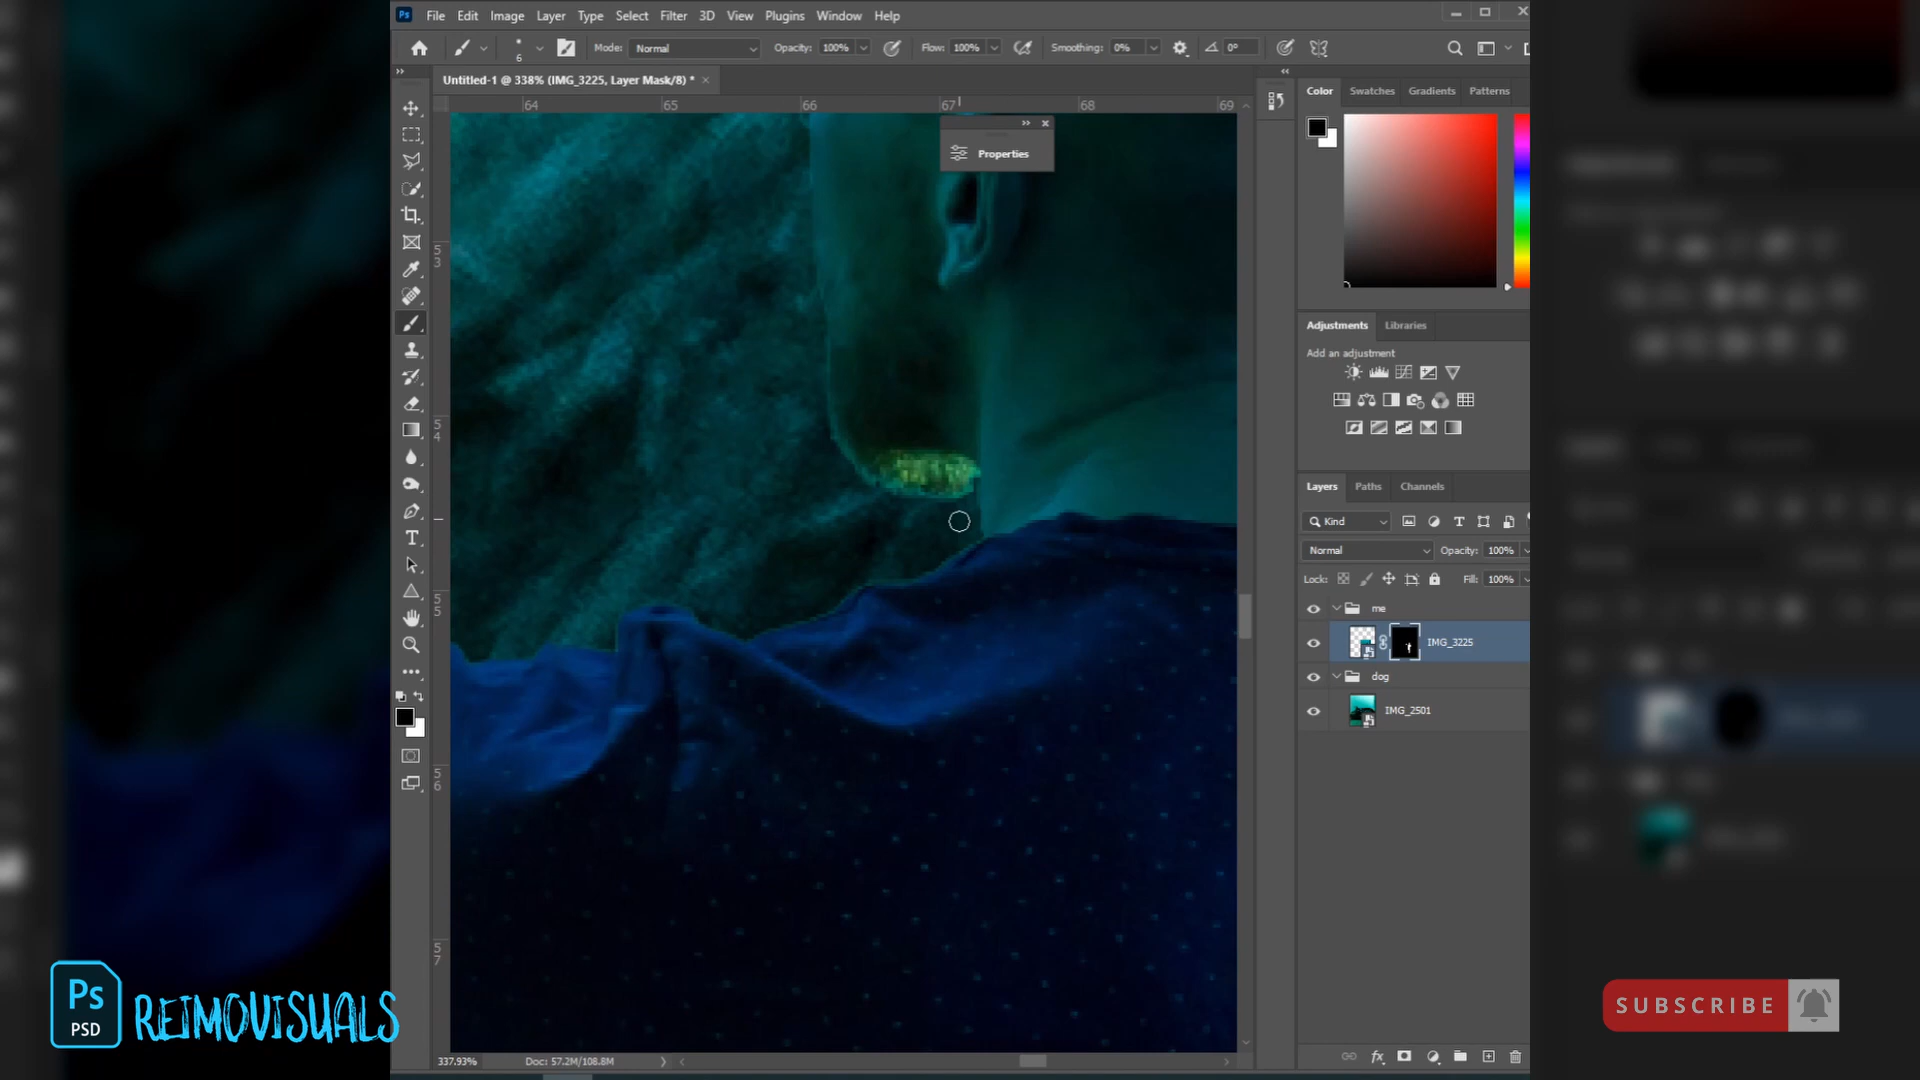 Ps File Edit Image Layer Type Select Filter 3D View Plugins Window Help
6 Mode: Normal Opacity: 100% Flow: 100% Smoothing: 0% 0°
Untitled-1 @ 338% (IMG_3225, Layer Mask/8) * ×
64 65 66 67 68 69
53
54
55
56
57
Properties
Color Swatches Gradients Patterns
Adjustments Libraries
Add an adjustment
Layers Paths Channels
Kind
Normal Opacity: 100%
Lock: Fill: 100%
me
IMG_3225
dog
IMG_2501
337.93% Doc: 57.2M/108.8M
fx
Ps
PSD
REIMOVISUALS
SUBSCRIBE